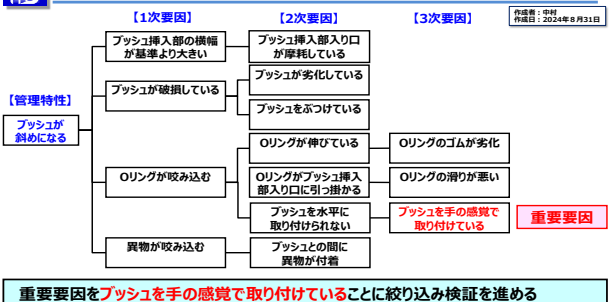 【1次要因】
【2次要因】
【3次要因】
作成者：中村
作成日：2024年8月31日
【管理特性】
ブッシュが
斜めになる
ブッシュ挿入部の横幅
が基準より大きい
ブッシュ挿入部入り口
が摩耗している
ブッシュが破損している
ブッシュが劣化している
ブッシュをぶつけている
Oリングが咬み込む
Oリングが伸びている
Oリングのゴムが劣化
Oリングがブッシュ挿入
部入り口に引っ掛かる
Oリングの滑りが悪い
ブッシュを水平に
取り付けられない
ブッシュを手の感覚で
取り付けている
重要要因
異物が咬み込む
ブッシュとの間に
異物が付着
重要要因をブッシュを手の感覚で取り付けていることに絞り込み検証を進める